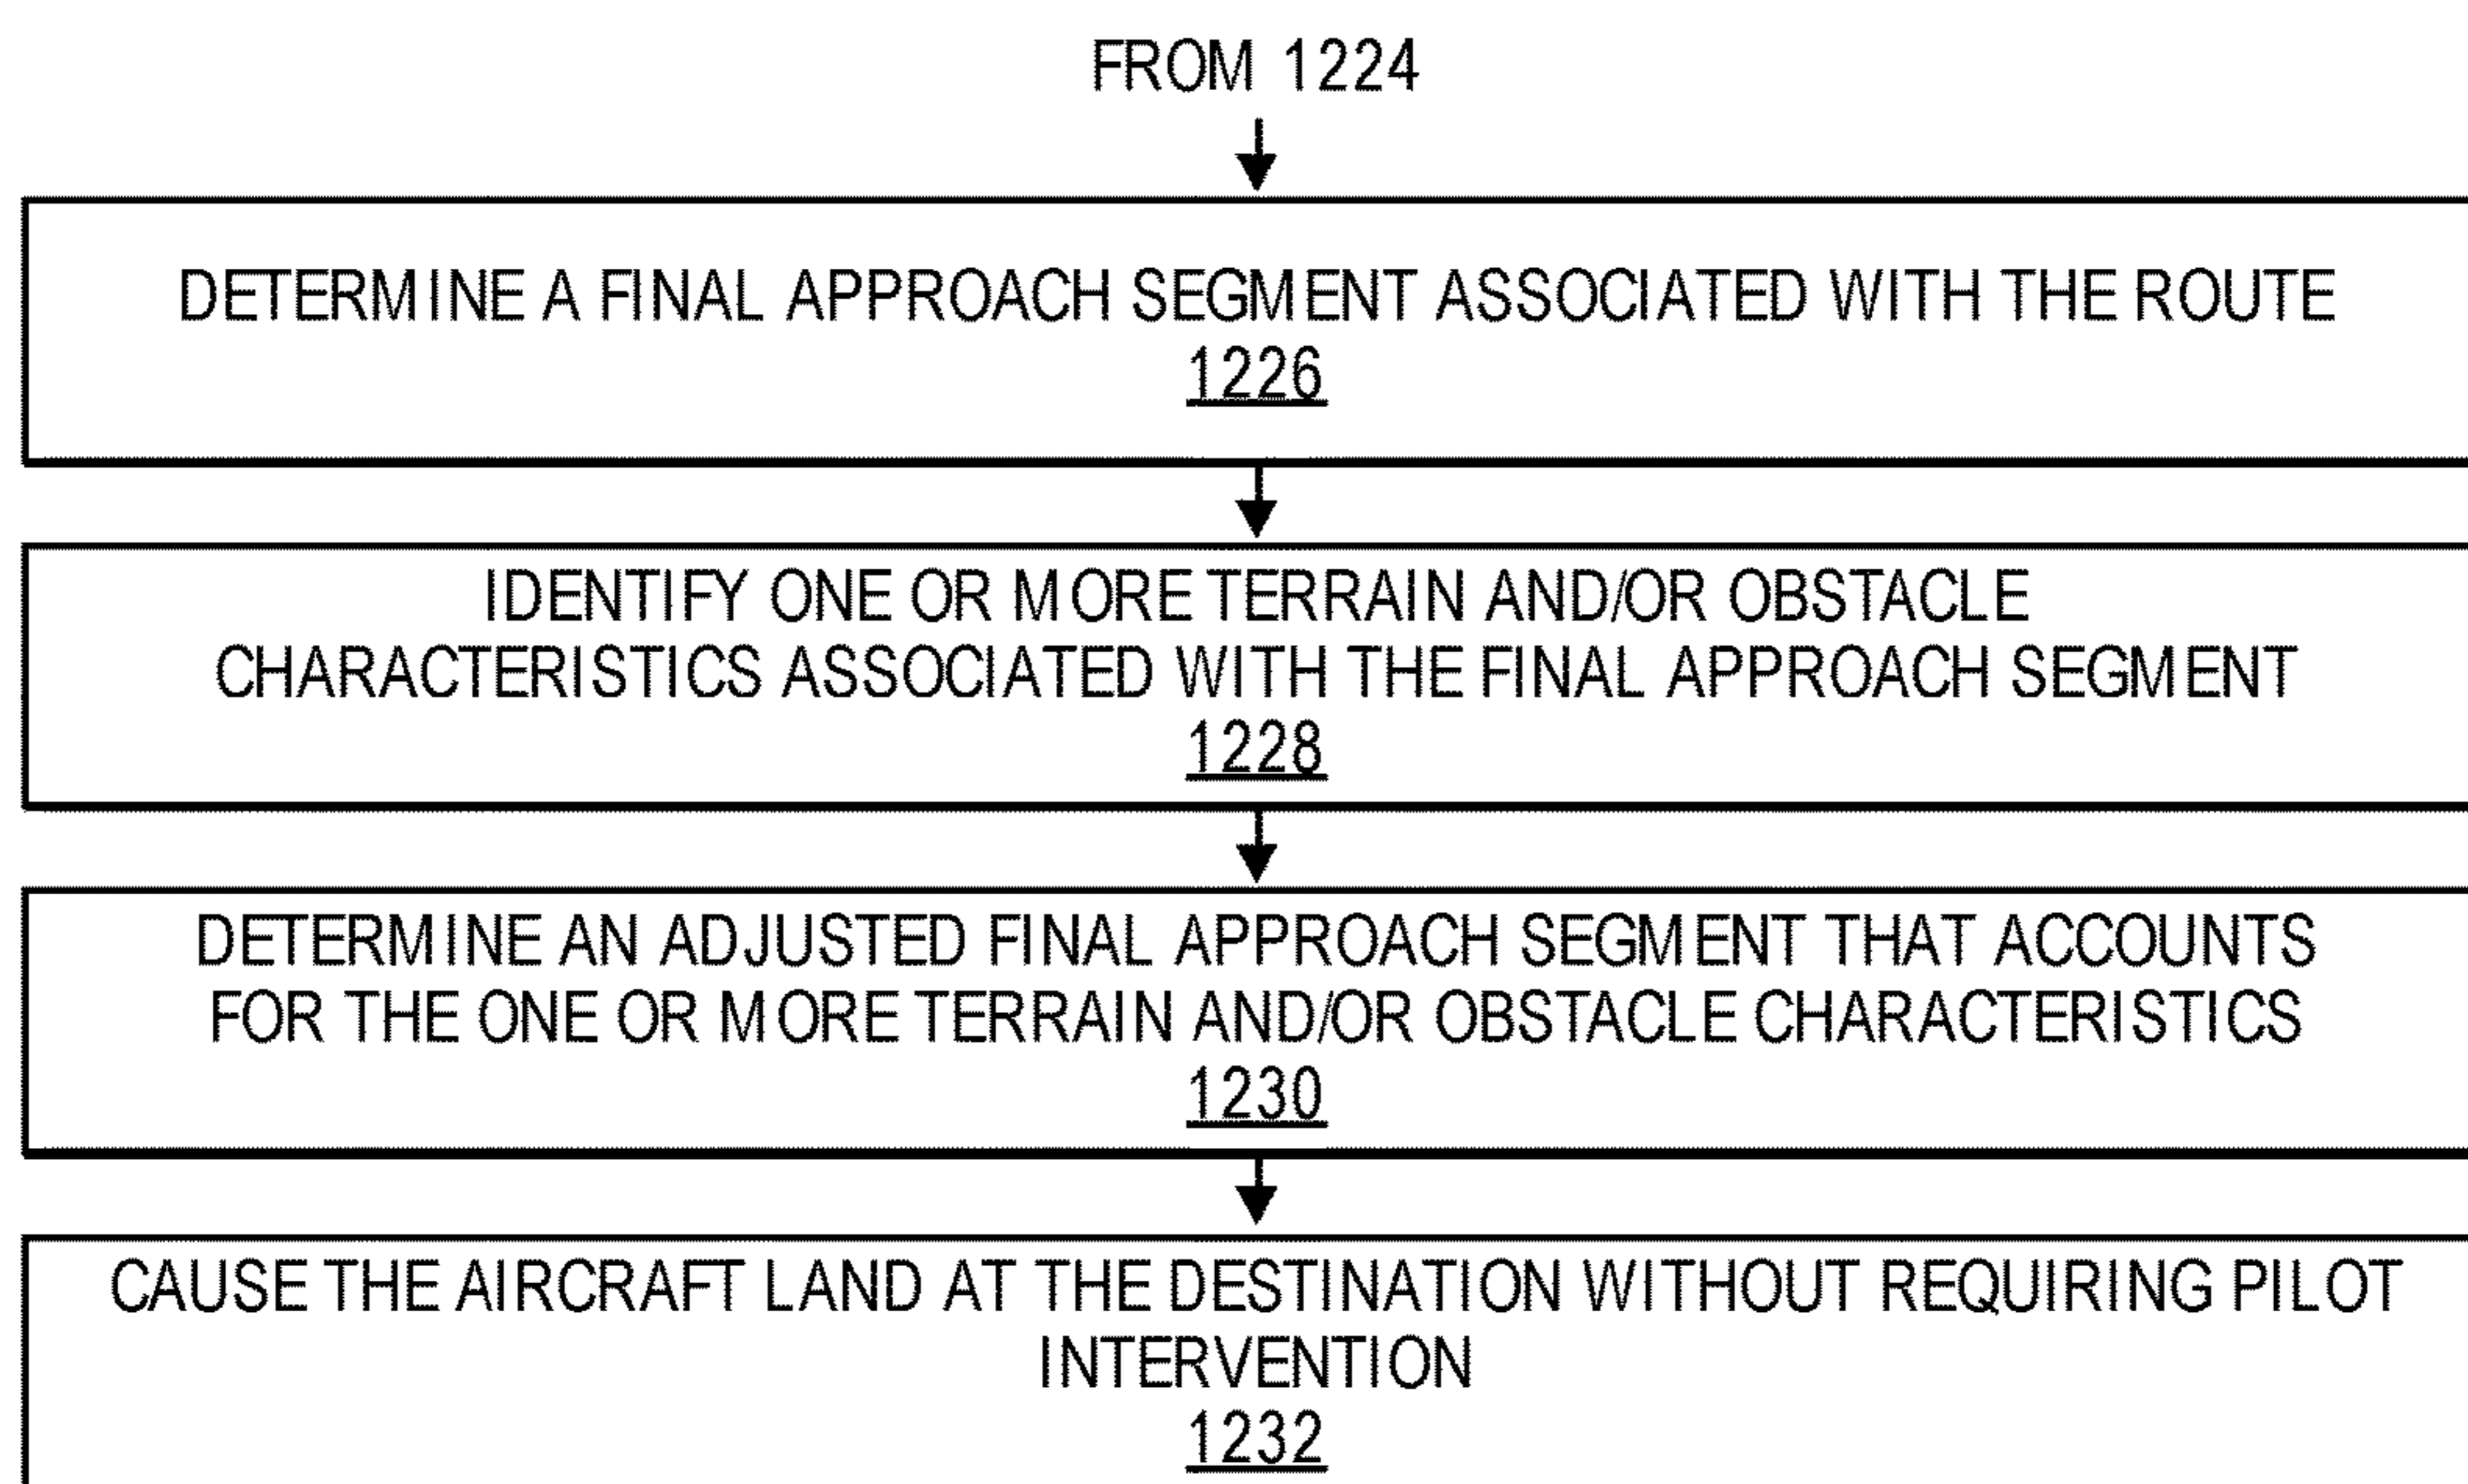 FROM 1224
DETERMINE A FINAL APPROACH SEGMENT ASSOCIATED WITH THE ROUTE
1226
IDENTIFY ONE OR MORE TERRAIN AND/OR OBSTACLE
CHARACTERISTICS ASSOCIATED WITH THE FINAL APPROACH SEGMENT
1228
DETERMINE AN ADJUSTED FINAL APPROACH SEGMENT THAT ACCOUNTS
FOR THE ONE OR MORE TERRAIN AND/OR OBSTACLE CHARACTERISTICS
1230
CAUSE THE AIRCRAFT LAND AT THE DESTINATION WITHOUT REQUIRING PILOT
INTERVENTION
1232